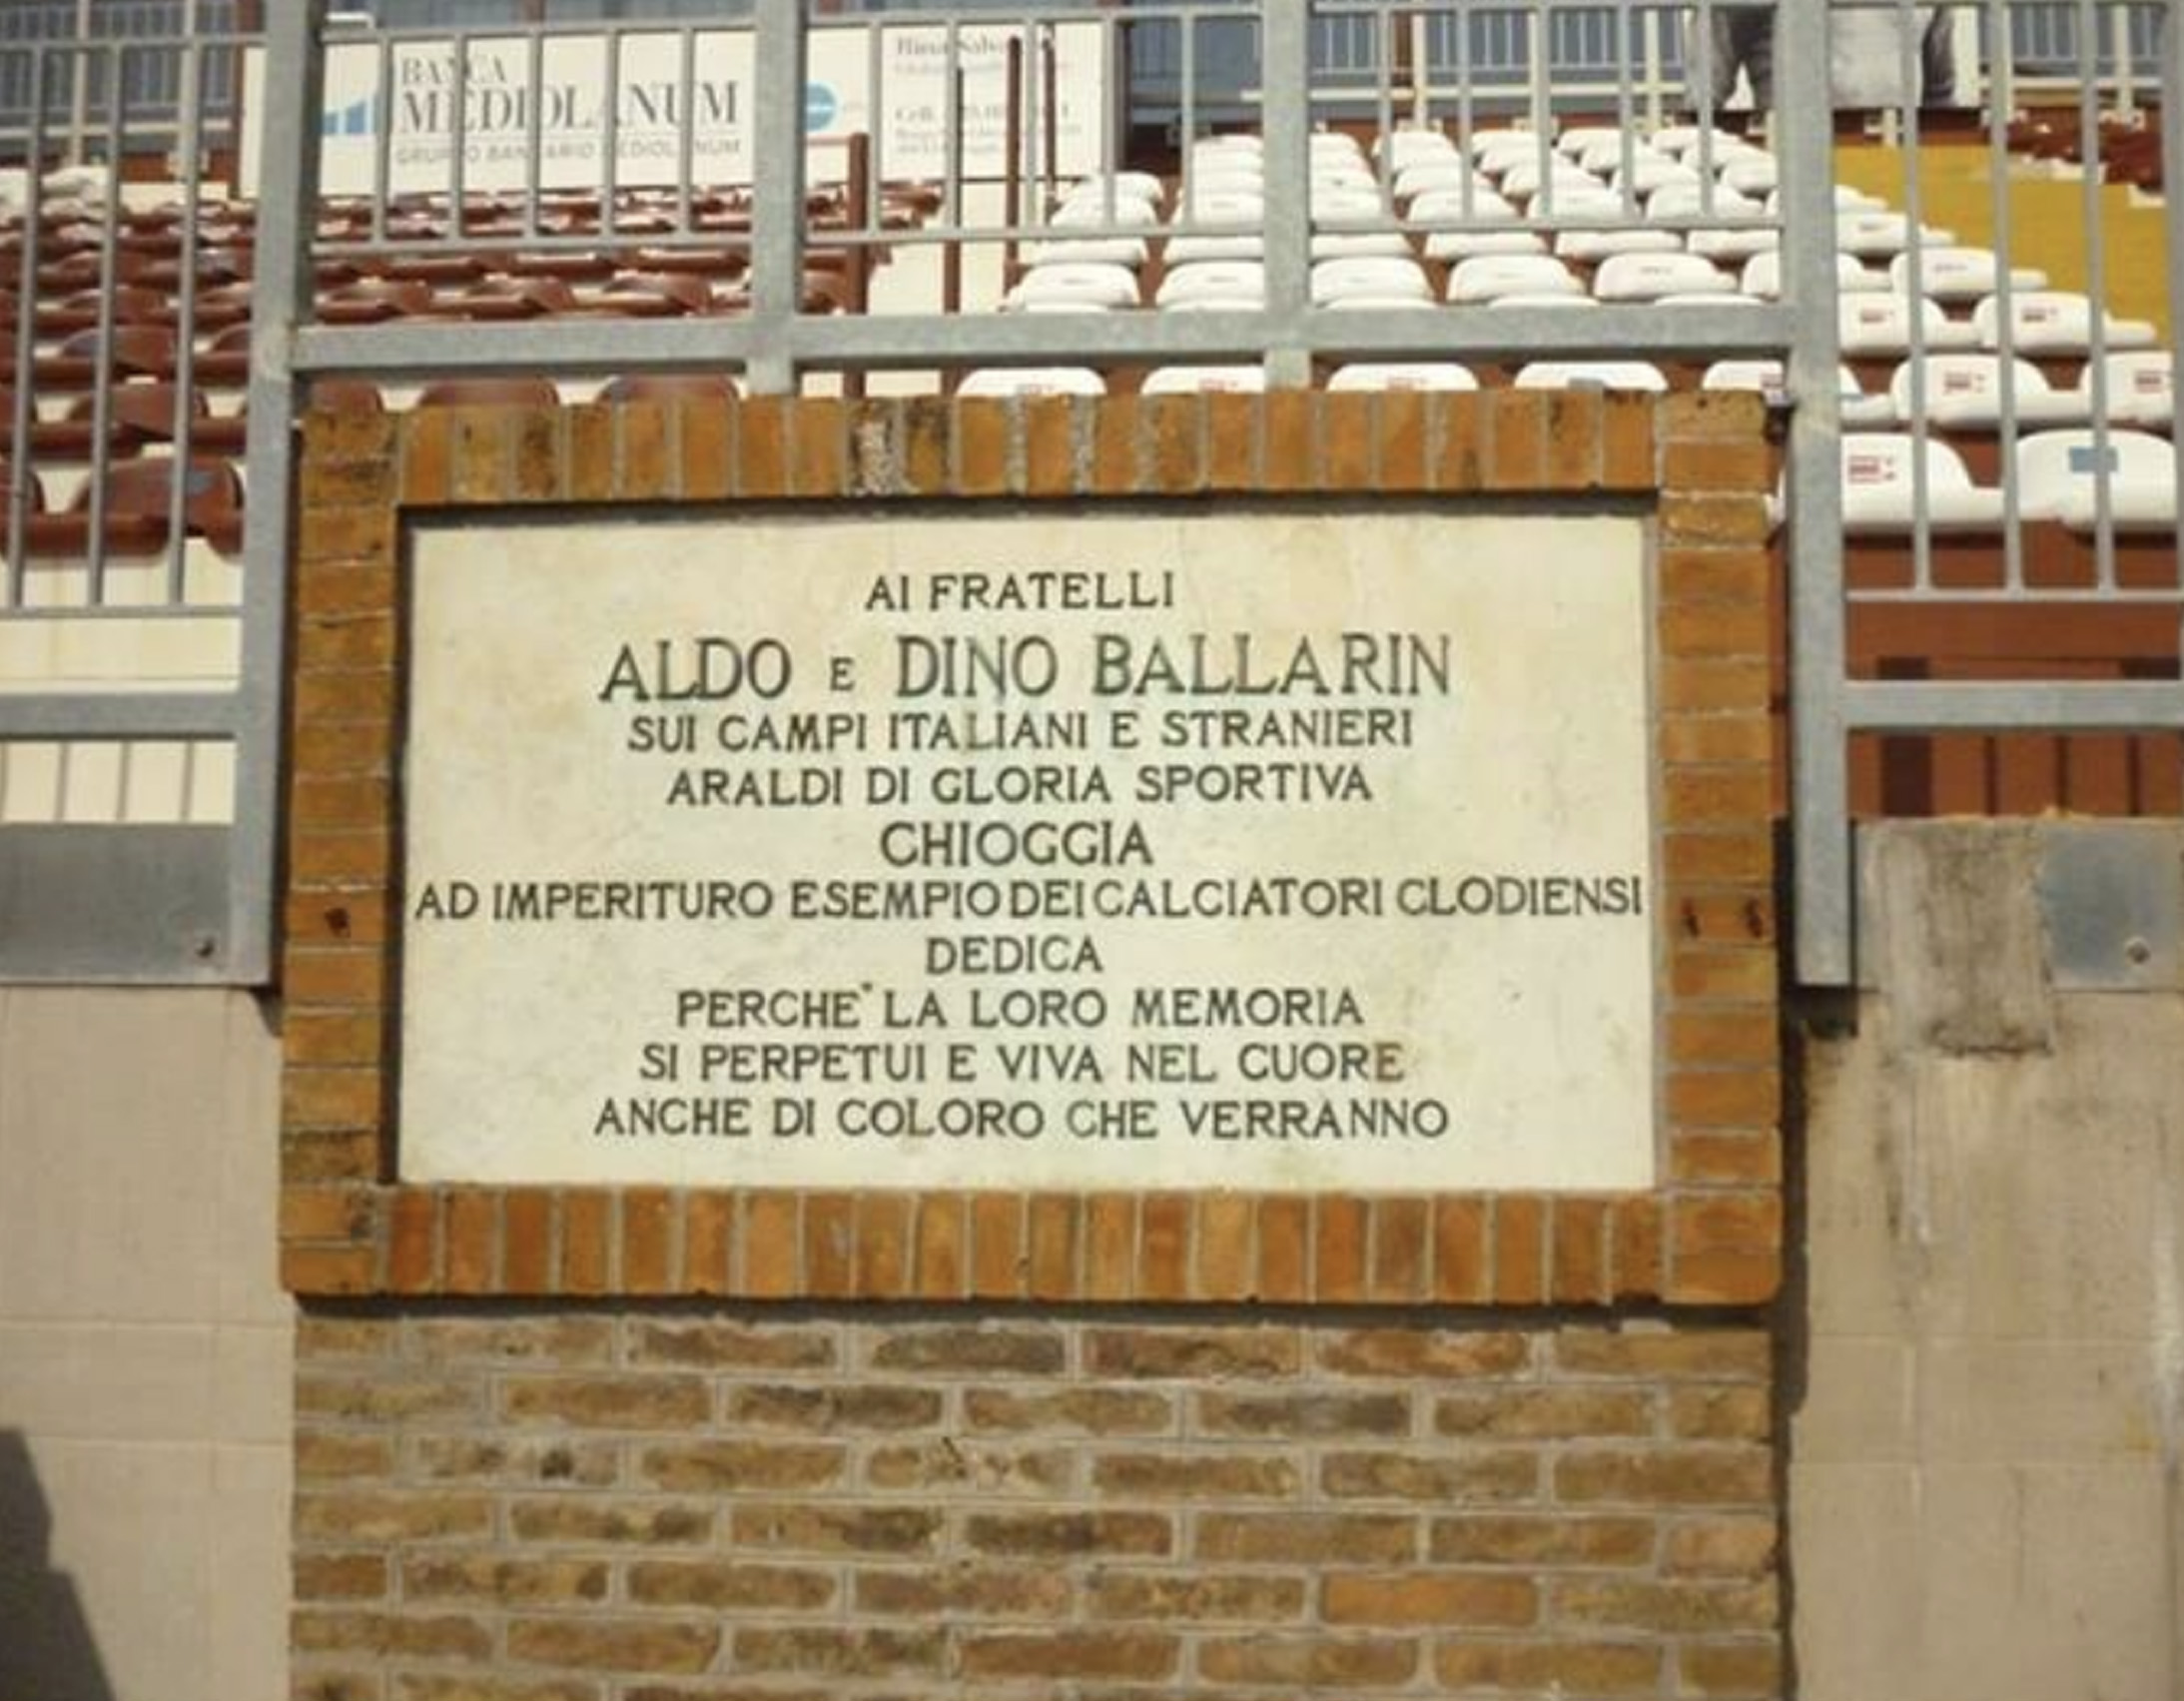 BANCA
MEDIOLANUM
GRUPPO BANCARIO MEDIOLANUM
AI FRATELLI
ALDO E DINO BALLARIN
SUI CAMPI ITALIANI E STRANIERI
ARALDI DI GLORIA SPORTIVA
CHIOGGIA
AD IMPERITURO ESEMPIO DEI CALCIATORI CLODIENSI
DEDICA
PERCHE' LA LORO MEMORIA
SI PERPETUI E VIVA NEL CUORE
ANCHE DI COLORO CHE VERRANNO